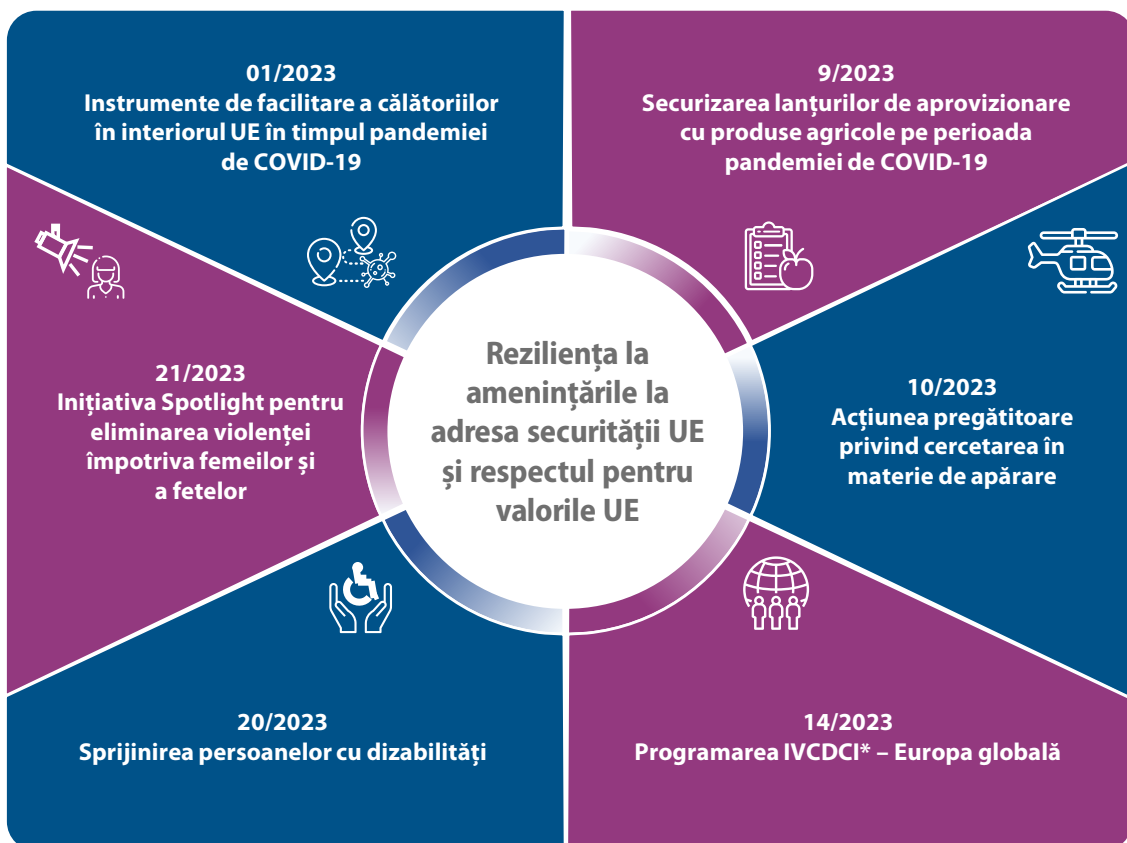 01/2023
Instrumente de facilitare a călătoriilor
în interiorul UE în timpul pandemiei
de COVID-19
9/2023
Securizarea lanțurilor de aprovizionare
cu produse agricole pe perioada
pandemiei de COVID-19
21/2023
Inițiativa Spotlight pentru
eliminarea violenței
împotriva femeilor și
a fetelor
Reziliența la
amenințările la
adresa securității UE
și respectul pentru
valorile UE
10/2023
Acțiunea pregătitoare
privind cercetarea în
materie de apărare
20/2023
Sprijinirea persoanelor cu dizabilități
14/2023
Programarea IVCDCI* – Europa globală